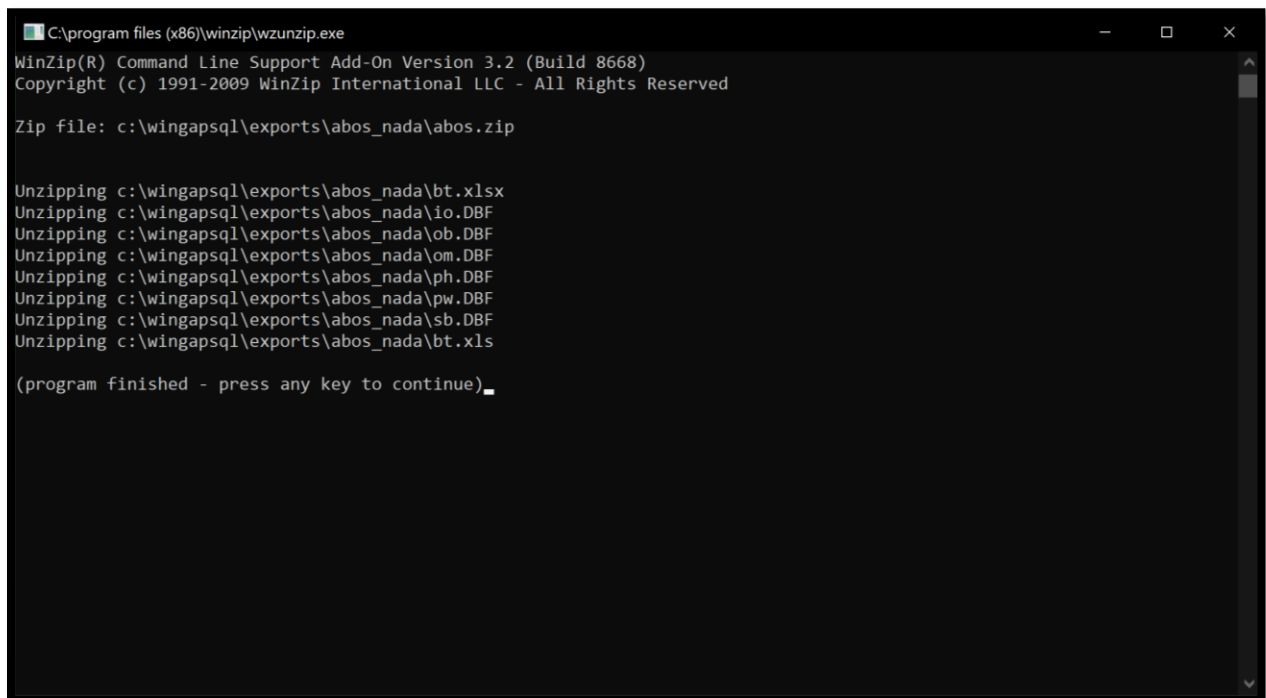 C:\program files (x86)\winzip\wzunzip.exe
WinZip(R) Command Line Support Add-On Version 3.2 (Build 8668)
Copyright (c) 1991-2009 WinZip International LLC - All Rights Reserved
Zip file: c:\wingapsql\exports\abos_nada\abos.zip
Unzipping c:\wingapsql\exports\abos_nada\bt.xlsx
Unzipping c:\wingapsql\exports\abos_nada\io.DBF
Unzipping c:\wingapsql\exports\abos_nada\ob.DBF
Unzipping c:\wingapsql\exports\abos_nada\om.DBF
Unzipping c:\wingapsql\exports\abos_nada\ph.DBF
Unzipping c:\wingapsql\exports\abos_nada\pw.DBF
Unzipping c:\wingapsql\exports\abos_nada\sb.DBF
Unzipping c:\wingapsql\exports\abos_nada\bt.xls
(program finished - press any key to continue)